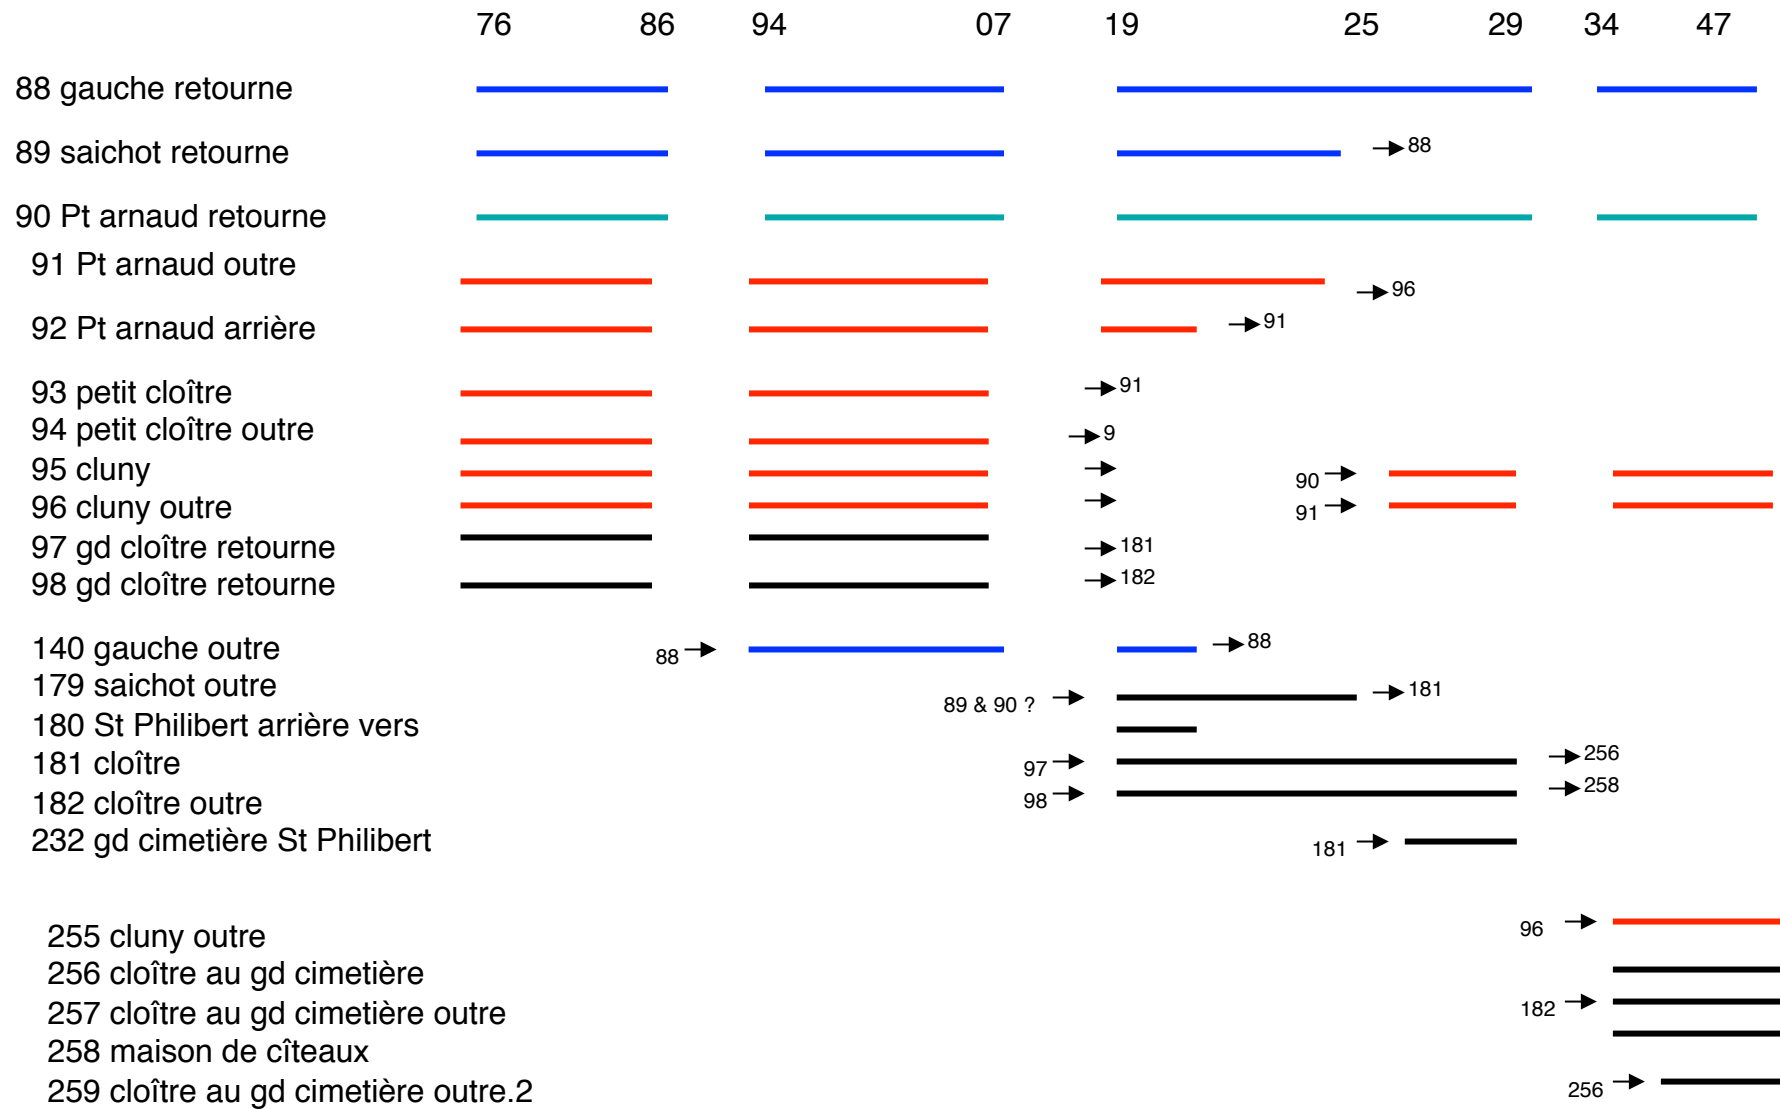 76 86 94 07 19 25 29 34 47
88 gauche retourne
89 saichot retourne 88
90 Pt arnaud retourne
91 Pt arnaud outre 96
92 Pt arnaud arrière 91
93 petit cloître 91
94 petit cloître outre 9
95 cluny 90
96 cluny outre 91
97 gd cloître retourne 181
98 gd cloître retourne 182
140 gauche outre 88 88
179 saichot outre 89 & 90 ? 181
180 St Philibert arrière vers
181 cloître 97 256
182 cloître outre 98 258
232 gd cimetière St Philibert 181
255 cluny outre 96
256 cloître au gd cimetière
257 cloître au gd cimetière outre 182
258 maison de cîteaux
259 cloître au gd cimetière outre.2 256